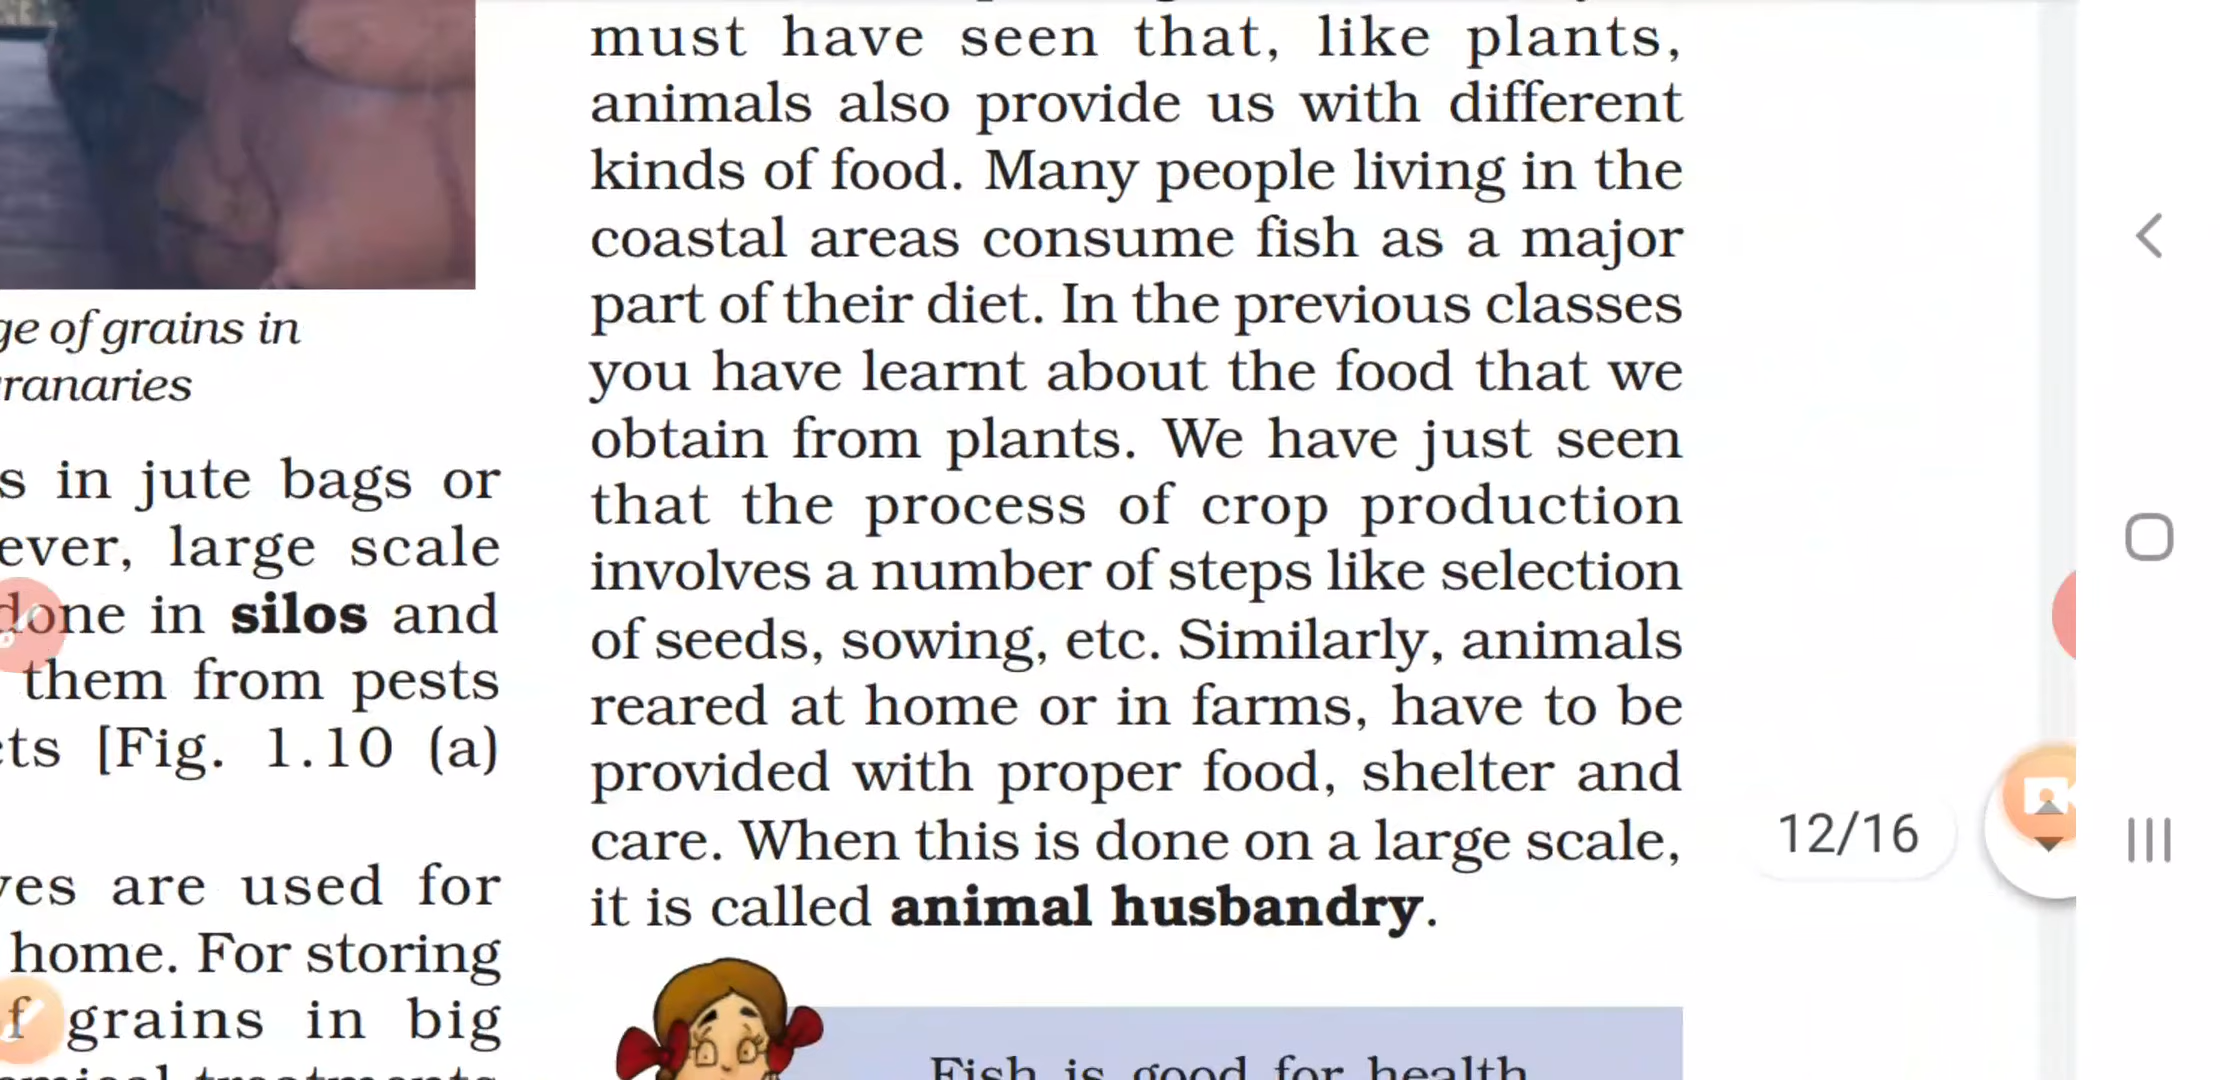 ge of grains in
ranaries
s in jute bags or
ever, large scale
done in silos and
them from pests
ts [Fig. 1.10 (a)
ves are used for
home. For storing
f grains in big
must have seen that, like plants,
animals also provide us with different
kinds of food. Many people living in the
coastal areas consume fish as a major
part of their diet. In the previous classes
you have learnt about the food that we
obtain from plants. We have just seen
that the process of crop production
involves a number of steps like selection
of seeds, sowing, etc. Similarly, animals
reared at home or in farms, have to be
provided with proper food, shelter and
care. When this is done on a large scale,
it is called animal husbandry.
Fish is good for health
12/16